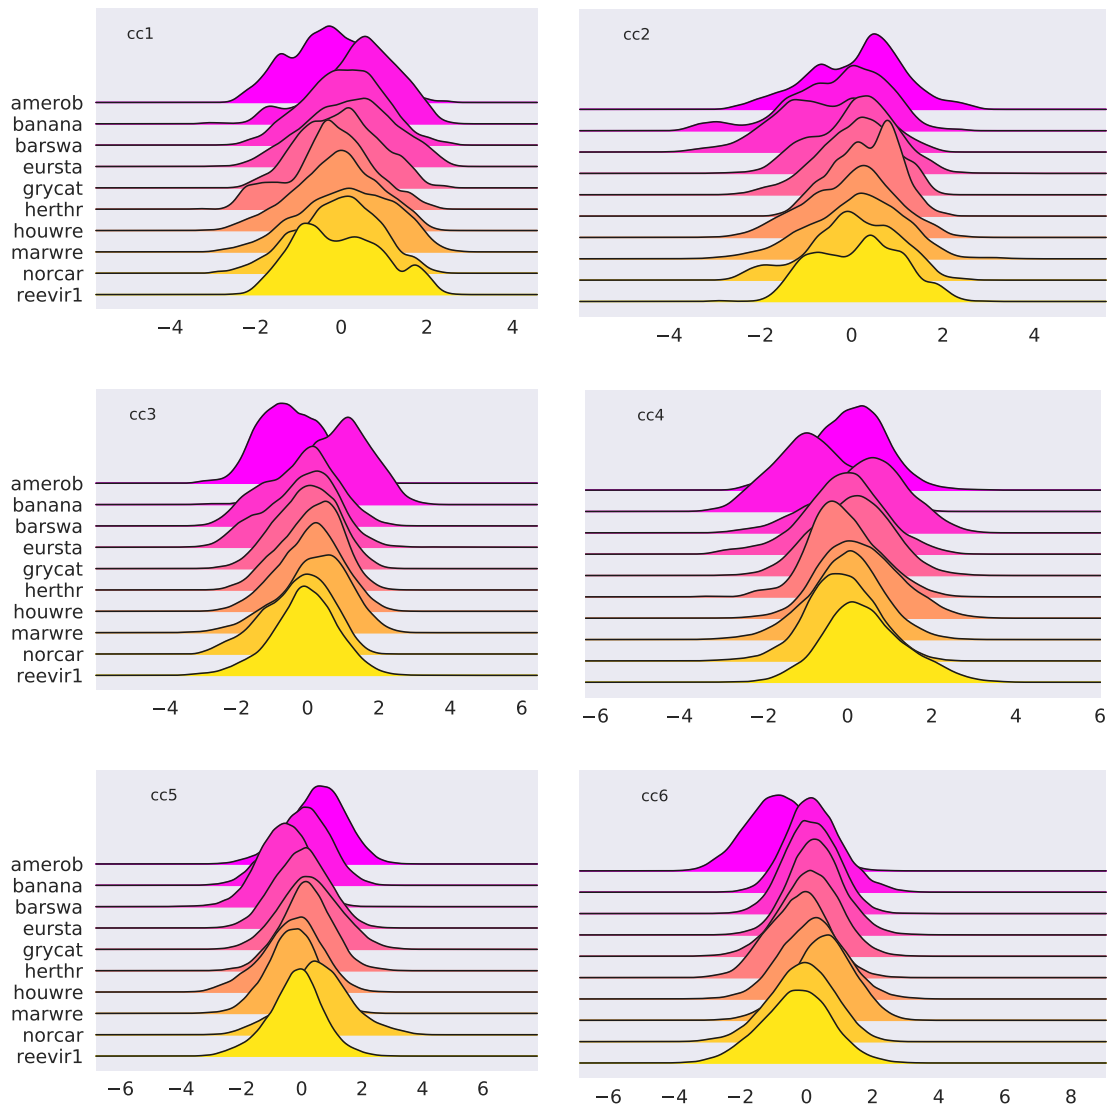 cc1
amerob
banana
barswa
eursta
grycat
herthr
houwre
marwre
norcar
reevir1
−4 −2 0 2 4
cc2
−4 −2 0 2 4
cc3
amerob
banana
barswa
eursta
grycat
herthr
houwre
marwre
norcar
reevir1
−4 −2 0 2 4 6
cc4
−6 −4 −2 0 2 4 6
cc5
amerob
banana
barswa
eursta
grycat
herthr
houwre
marwre
norcar
reevir1
−6 −4 −2 0 2 4 6
cc6
−6 −4 −2 0 2 4 6 8